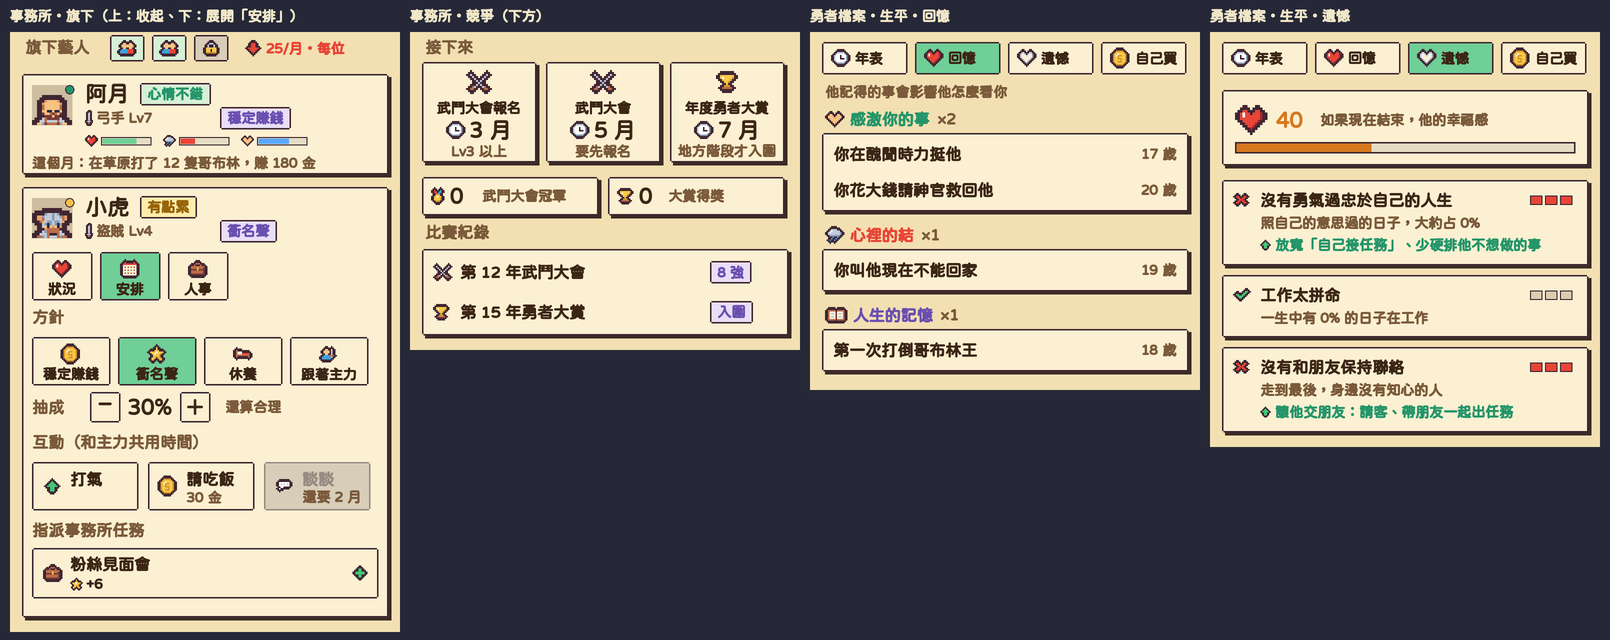 事務所・旗下（上：收起、下：展開「安排」）
旗下藝人
25/月・每位
阿月 心情不錯
弓手 Lv7 穩定賺錢
這個月：在草原打了 12 隻哥布林，賺 180 金
小虎 有點累
盜賊 Lv4 衝名聲
狀況 安排 人事
方針
穩定賺錢 衝名聲 休養 跟著主力
抽成 − 30% + 還算合理
互動（和主力共用時間）
打氣
請吃飯
30 金
談談
還要 2 月
指派事務所任務
粉絲見面會
+6
事務所・競爭（下方）
接下來
武鬥大會報名
3 月
Lv3 以上
武鬥大會
5 月
要先報名
年度勇者大賞
7 月
地方階段才入圍
0 武鬥大會冠軍
0 大賞得獎
比賽紀錄
第 12 年武鬥大會 8 強
第 15 年勇者大賞 入圍
勇者檔案・生平・回憶
年表 回憶 遺憾 自己買
他記得的事會影響他怎麼看你
感激你的事 ×2
你在醜聞時力挺他 17 歲
你花大錢請神官救回他 20 歲
心裡的結 ×1
你叫他現在不能回家 19 歲
人生的記憶 ×1
第一次打倒哥布林王 18 歲
勇者檔案・生平・遺憾
年表 回憶 遺憾 自己買
40 如果現在結束，他的幸福感
沒有勇氣過忠於自己的人生
照自己的意思過的日子，大約占 0%
放寬「自己接任務」、少硬排他不想做的事
工作太拼命
一生中有 0% 的日子在工作
沒有和朋友保持聯絡
走到最後，身邊沒有知心的人
讓他交朋友：請客、帶朋友一起出任務